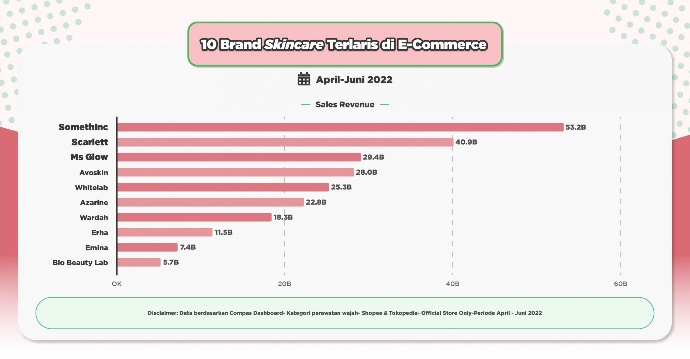 10 Brand Skincare Terlaris di E-Commerce
April-Juni 2022
Sales Revenue
Somethinc 53.2B
Scarlett 40.9B
Ms Glow 29.4B
Avoskin 28.0B
Whitelab 25.3B
Azarine 22.8B
Wardah 18.3B
Erha 11.5B
Emina 7.4B
Bio Beauty Lab 5.7B
0K 20B 40B 60B
Disclaimer: Data berdasarkan Compas Dashboard- Kategori perawatan wajah- Shopee & Tokopedia- Official Store Only-Periode April - Juni 2022